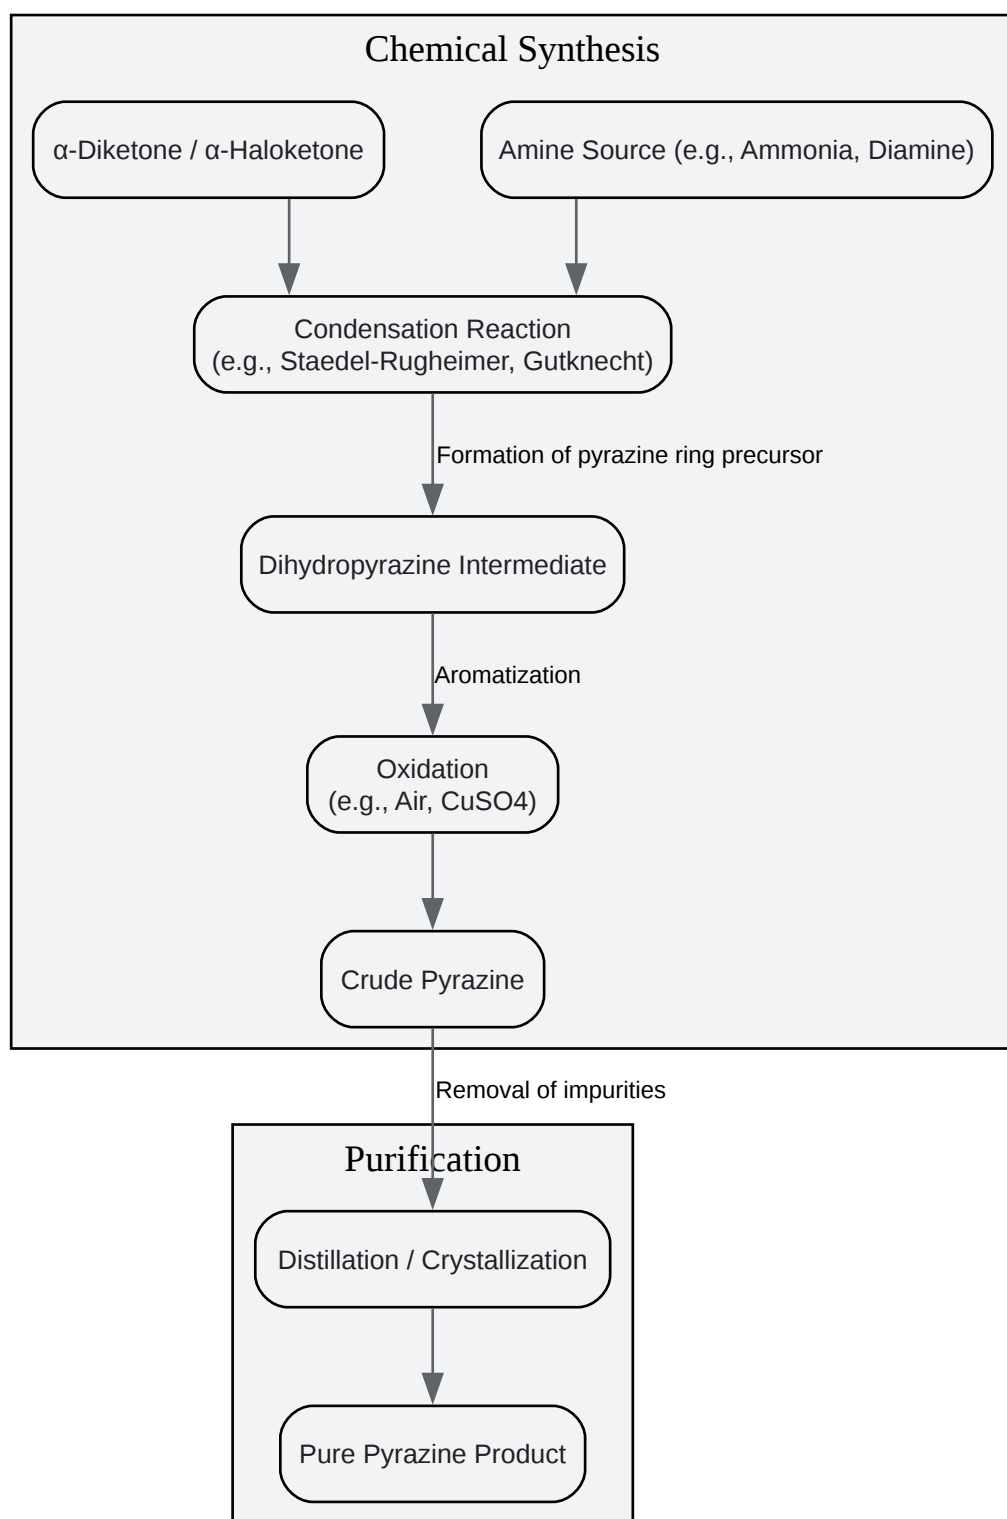 Chemical Synthesis
α-Diketone / α-Haloketone
Amine Source (e.g., Ammonia, Diamine)
Condensation Reaction
(e.g., Staedel-Rugheimer, Gutknecht)
Formation of pyrazine ring precursor
Dihydropyrazine Intermediate
Aromatization
Oxidation
(e.g., Air, CuSO4)
Crude Pyrazine
Removal of impurities
Purification
Distillation / Crystallization
Pure Pyrazine Product